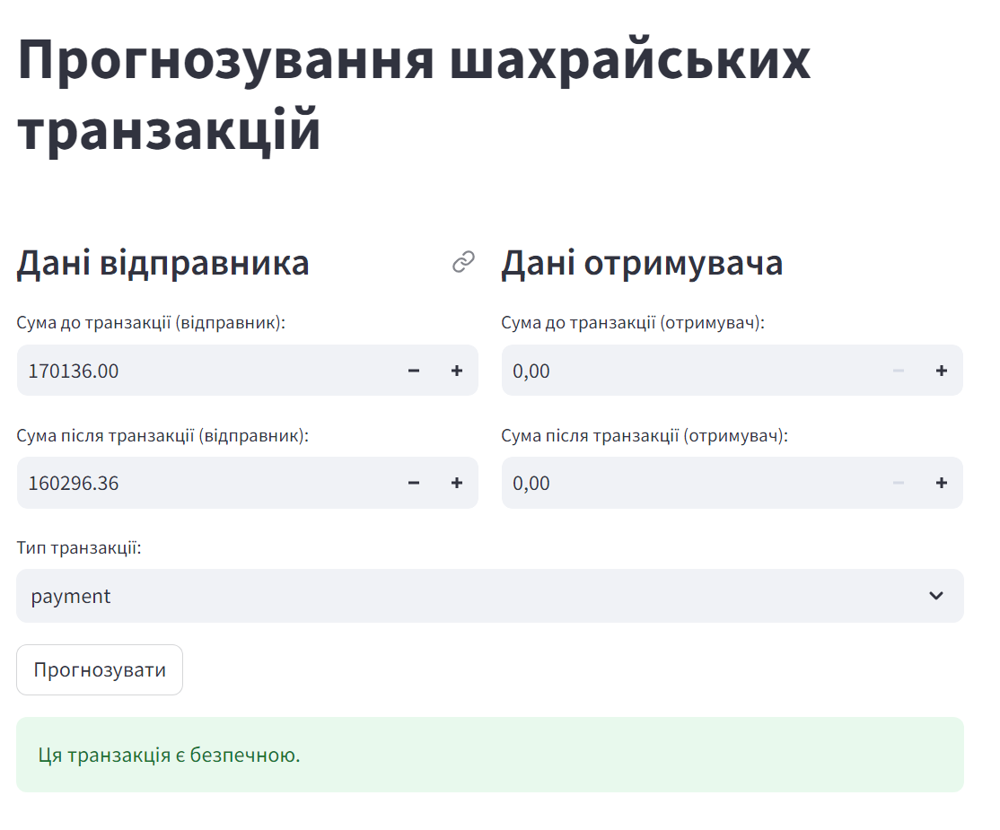 Прогнозування шахрайських
транзакцій
Дані відправника
Дані отримувача
Сума до транзакції (відправник):
Сума до транзакції (отримувач):
170136.00
0,00
Сума після транзакції (відправник):
Сума після транзакції (отримувач):
160296.36
0,00
Тип транзакції:
payment
Прогнозувати
Ця транзакція є безпечною.